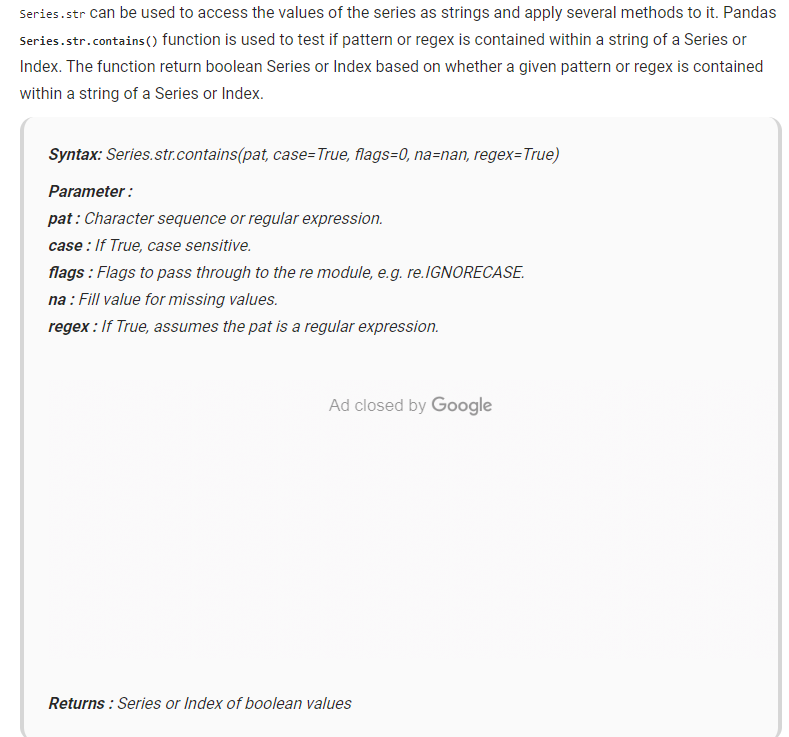 Series.str can be used to access the values of the series as strings and apply several methods to it. Pandas
Series.str.contains() function is used to test if pattern or regex is contained within a string of a Series or
Index. The function return boolean Series or Index based on whether a given pattern or regex is contained
within a string of a Series or Index.
Syntax: Series.str.contains(pat, case=True, flags=0, na=nan, regex=True)
Parameter :
pat : Character sequence or regular expression.
case : If True, case sensitive.
flags : Flags to pass through to the re module, e.g. re.IGNORECASE.
na : Fill value for missing values.
regex : If True, assumes the pat is a regular expression.
Ad closed by Google
Returns : Series or Index of boolean values